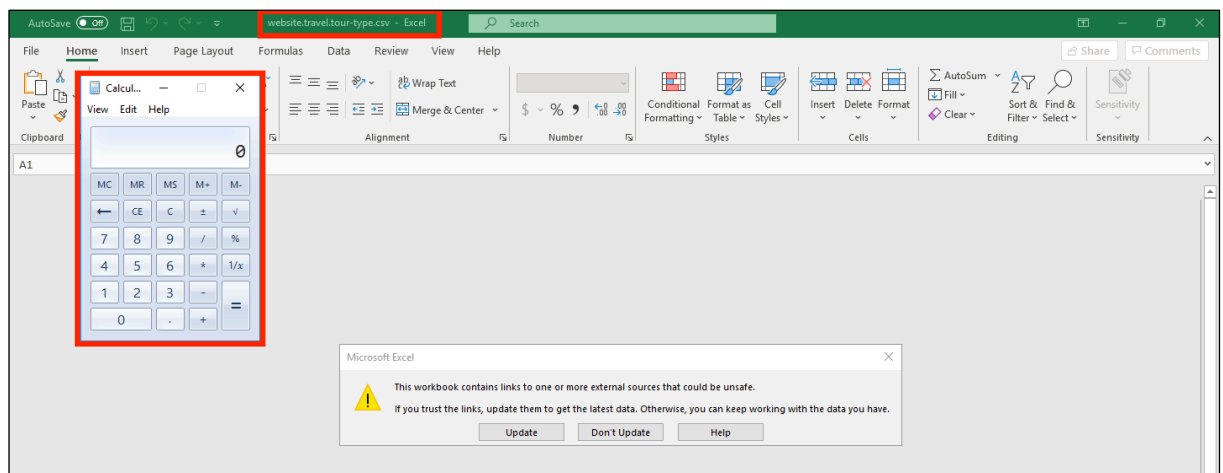 AutoSave Off website.travel.tour-type.csv - Excel Search
File Home Insert Page Layout Formulas Data Review View Help Share Comments
Paste
Clipboard
Wrap Text
Merge & Center
Alignment
$ % 9 .00
Number
Conditional Formatting
Format as Table
Cell Styles
Styles
Insert Delete Format
Cells
AutoSum
Fill
Clear
Sort & Filter
Find & Select
Editing
Sensitivity
Sensitivity
A1
Calcul...
View Edit Help
0
MC MR MS M+ M-
← CE C ± √
7 8 9 / %
4 5 6 * 1/x
1 2 3 - =
0 . +
Microsoft Excel
This workbook contains links to one or more external sources that could be unsafe.
If you trust the links, update them to get the latest data. Otherwise, you can keep working with the data you have.
Update Don't Update Help